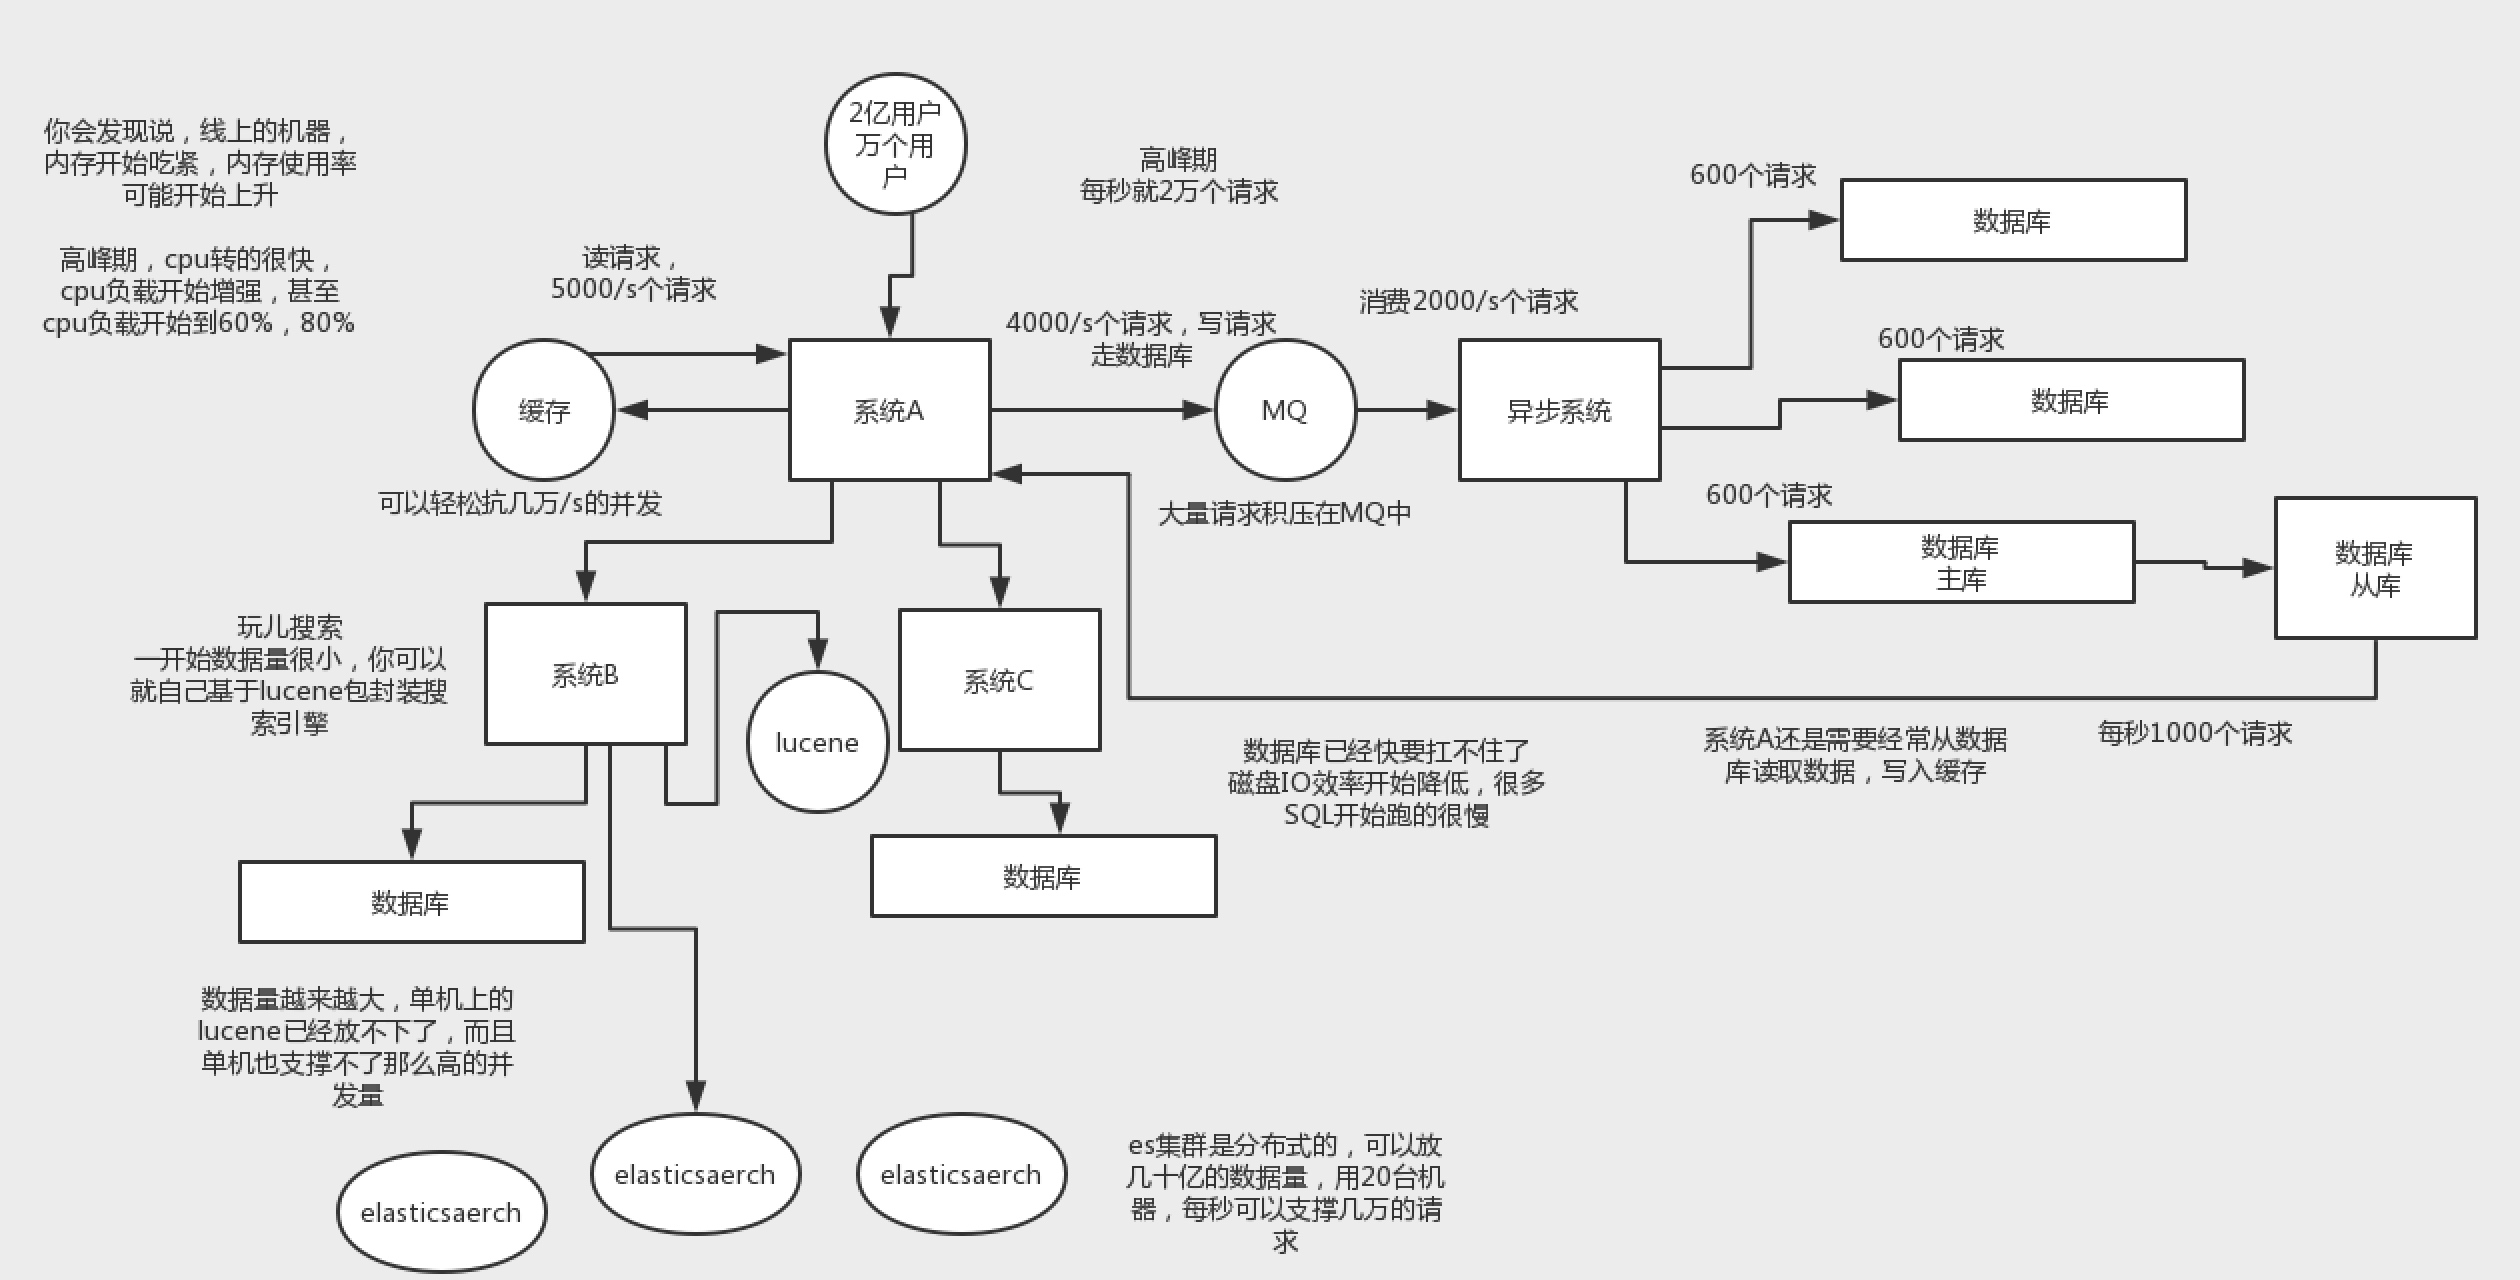 2亿用户
万个用
户
你会发现说，线上的机器，
内存开始吃紧，内存使用率
可能开始上升
高峰期，cpu转的很快，
cpu负载开始增强，甚至
cpu负载开始到60%，80%
高峰期
每秒就2万个请求
读请求，
5000/s个请求
4000/s个请求，写请求
走数据库
消费2000/s个请求
600个请求
数据库
600个请求
数据库
缓存
系统A
MQ
异步系统
可以轻松抗几万/s的并发
大量请求积压在MQ中
600个请求
数据库
主库
数据库
从库
玩儿搜索
一开始数据量很小，你可以
就自己基于lucene包封装搜
索引擎
系统B
lucene
系统C
数据库已经快要扛不住了
磁盘IO效率开始降低，很多
SQL开始跑的很慢
系统A还是需要经常从数据
库读取数据，写入缓存
每秒1000个请求
数据库
数据库
数据量越来越大，单机上的
lucene已经放不下了，而且
单机也支撑不了那么高的并
发量
elasticsaerch
elasticsaerch
elasticsaerch
es集群是分布式的，可以放
几十亿的数据量，用20台机
器，每秒可以支撑几万的请
求